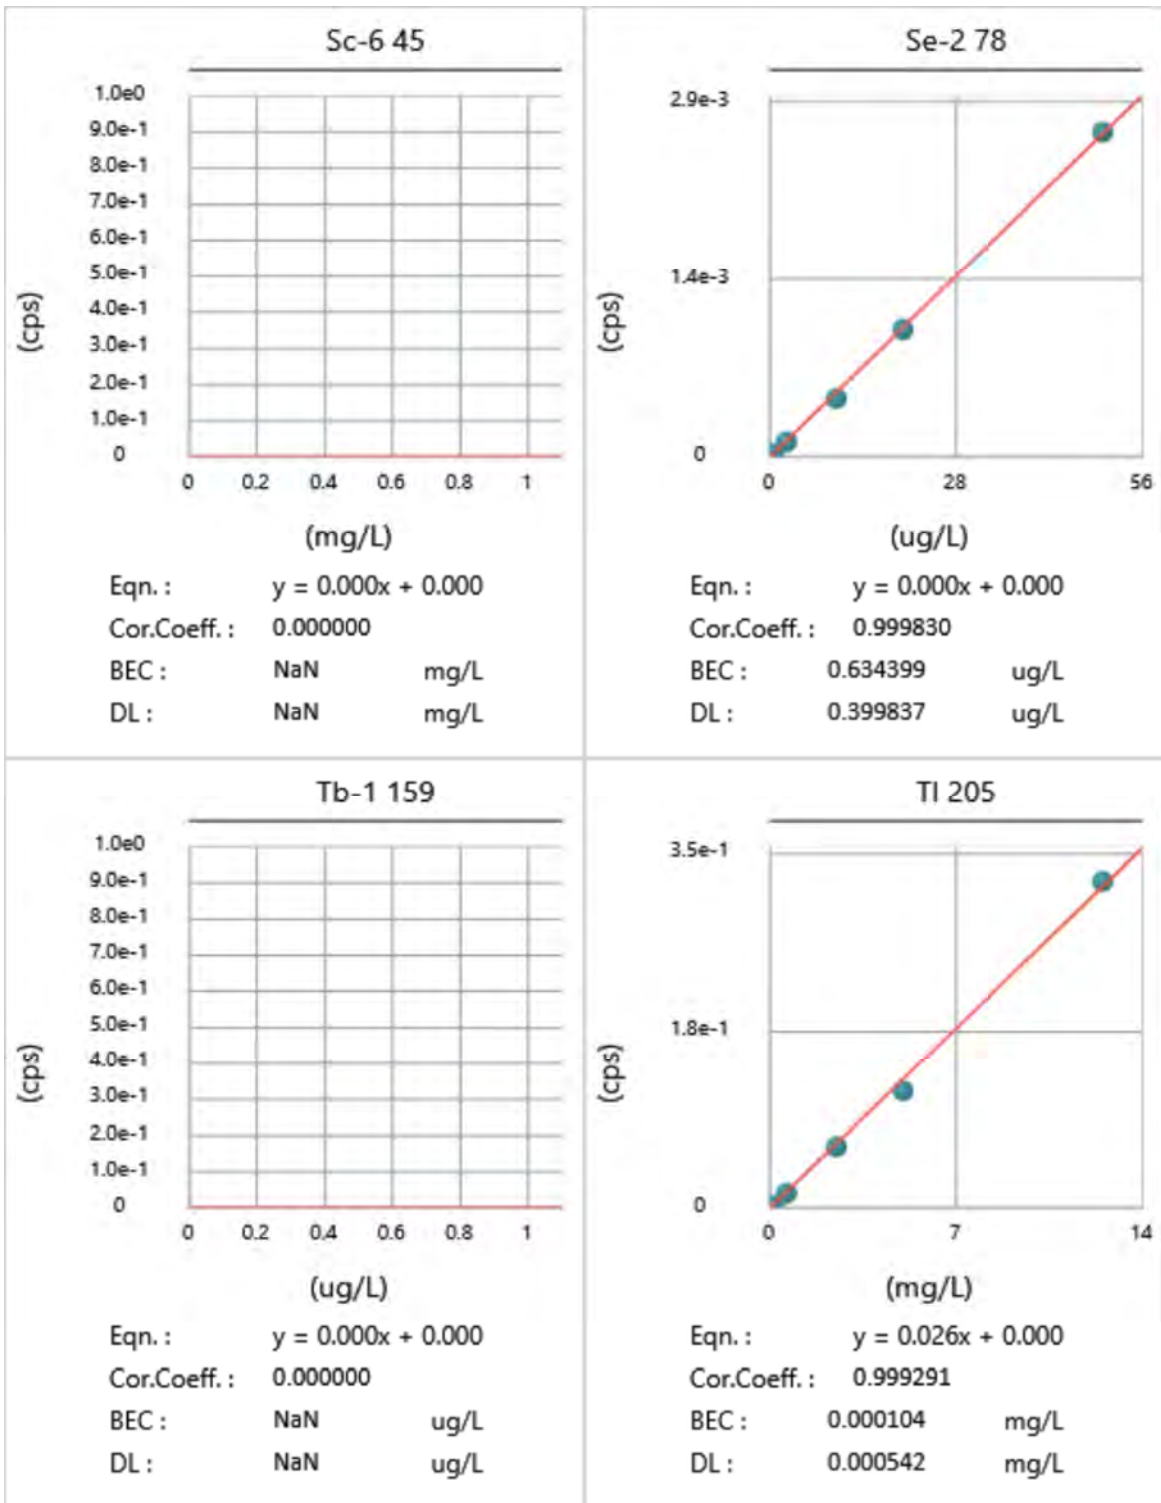 Sc-6 45
1.0e0
9.0e-1
8.0e-1
7.0e-1
6.0e-1
5.0e-1
4.0e-1
3.0e-1
2.0e-1
1.0e-1
0
(cps)
0 0.2 0.4 0.6 0.8 1
(mg/L)
Eqn. : y = 0.000x + 0.000
Cor.Coeff. : 0.000000
BEC : NaN mg/L
DL : NaN mg/L
Se-2 78
2.9e-3
1.4e-3
0
(cps)
0 28 56
(ug/L)
Eqn. : y = 0.000x + 0.000
Cor.Coeff. : 0.999830
BEC : 0.634399 ug/L
DL : 0.399837 ug/L
Tb-1 159
1.0e0
9.0e-1
8.0e-1
7.0e-1
6.0e-1
5.0e-1
4.0e-1
3.0e-1
2.0e-1
1.0e-1
0
(cps)
0 0.2 0.4 0.6 0.8 1
(ug/L)
Eqn. : y = 0.000x + 0.000
Cor.Coeff. : 0.000000
BEC : NaN ug/L
DL : NaN ug/L
Tl 205
3.5e-1
1.8e-1
0
(cps)
0 7 14
(mg/L)
Eqn. : y = 0.026x + 0.000
Cor.Coeff. : 0.999291
BEC : 0.000104 mg/L
DL : 0.000542 mg/L